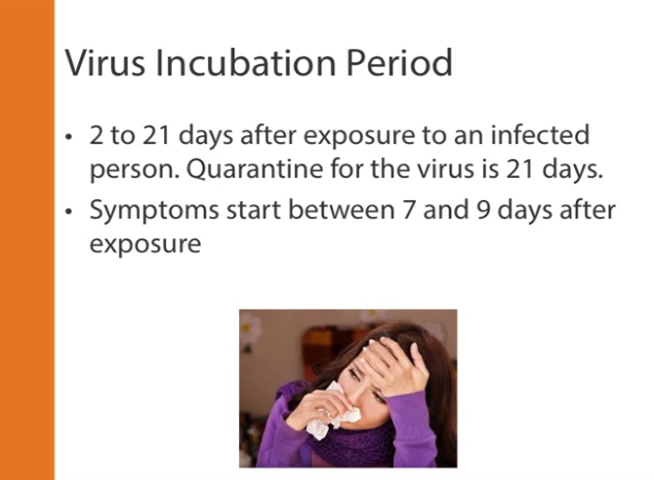 Virus Incubation Period
• 2 to 21 days after exposure to an infected
person. Quarantine for the virus is 21 days.
• Symptoms start between 7 and 9 days after
exposure